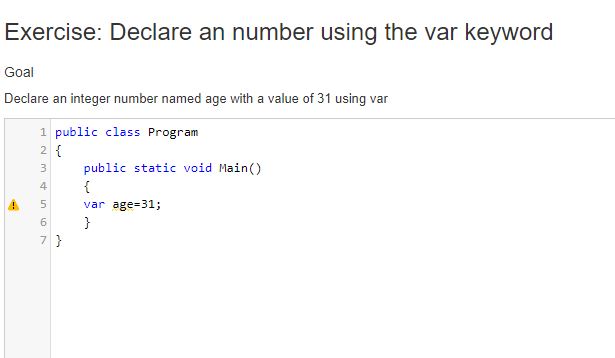 Exercise: Declare an number using the var keyword
Goal
Declare an integer number named age with a value of 31 using var
1 public class Program
2 {
3     public static void Main()
4     {
5     var age=31;
6     }
7 }